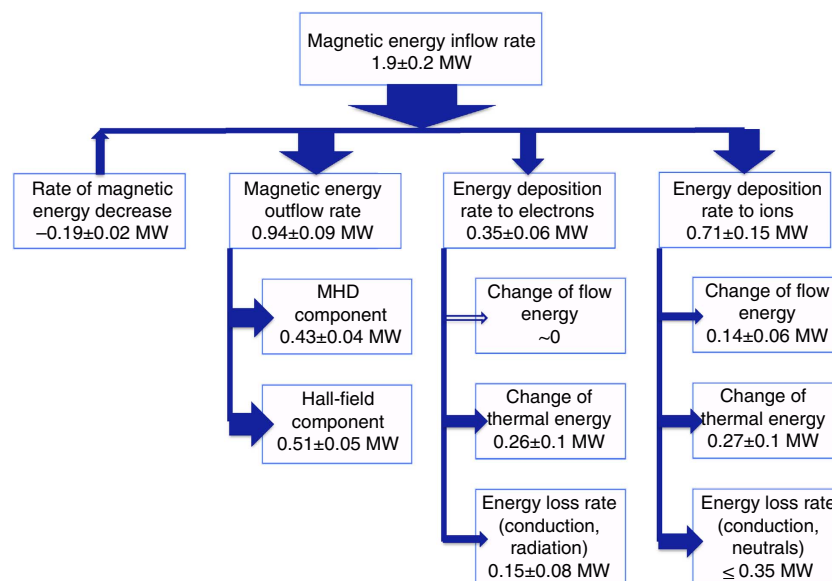 Magnetic energy inflow rate
1.9±0.2 MW
Rate of magnetic
energy decrease
−0.19±0.02 MW
Magnetic energy
outflow rate
0.94±0.09 MW
Energy deposition
rate to electrons
0.35±0.06 MW
Energy deposition
rate to ions
0.71±0.15 MW
MHD
component
0.43±0.04 MW
Change of flow
energy
~0
Change of flow
energy
0.14±0.06 MW
Hall-field
component
0.51±0.05 MW
Change of
thermal energy
0.26±0.1 MW
Change of
thermal energy
0.27±0.1 MW
Energy loss rate
(conduction,
radiation)
0.15±0.08 MW
Energy loss rate
(conduction,
neutrals)
≤ 0.35 MW